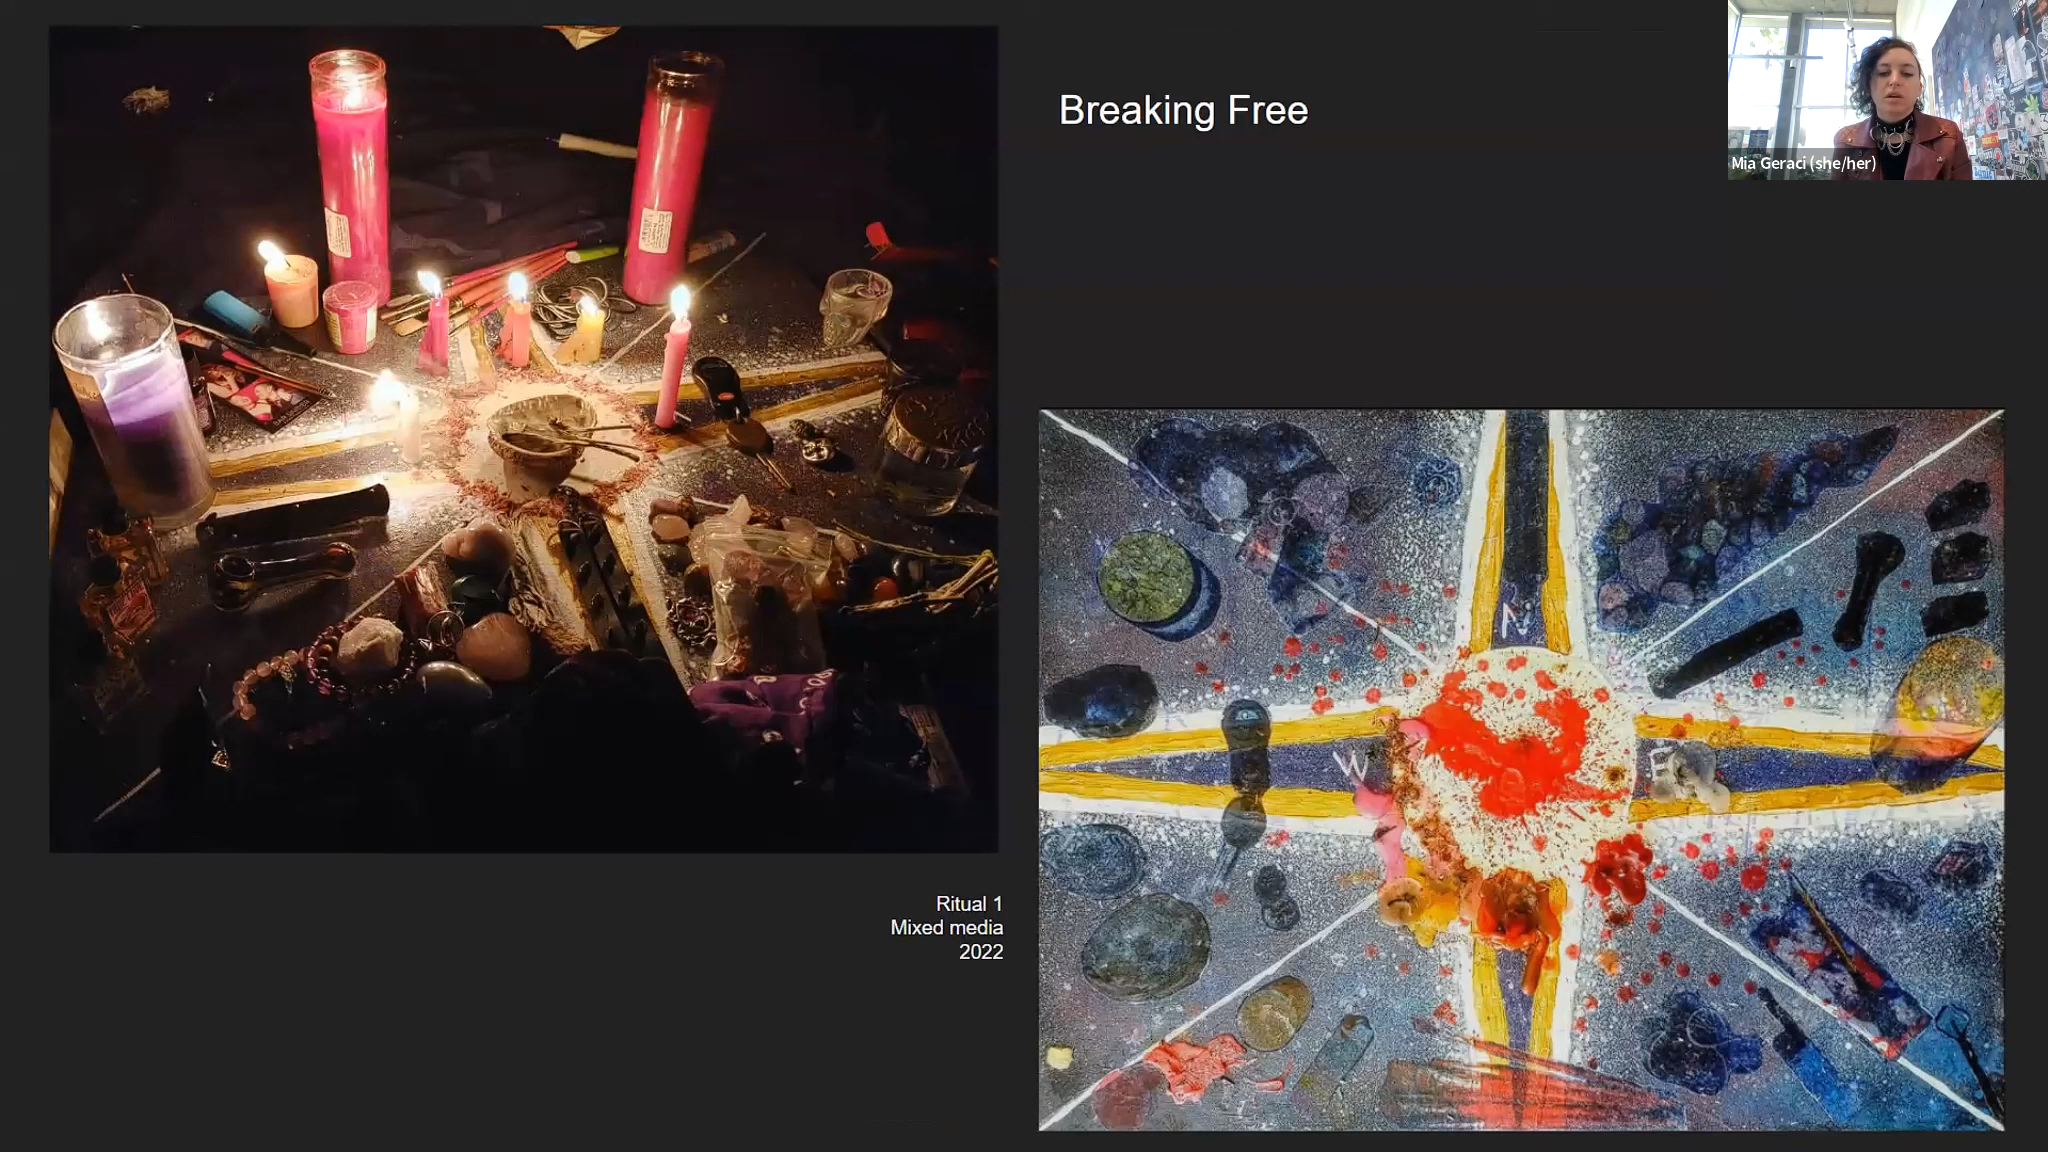 Breaking Free
Mia Geraci (she/her)
N
W
E
Ritual 1
Mixed media
2022